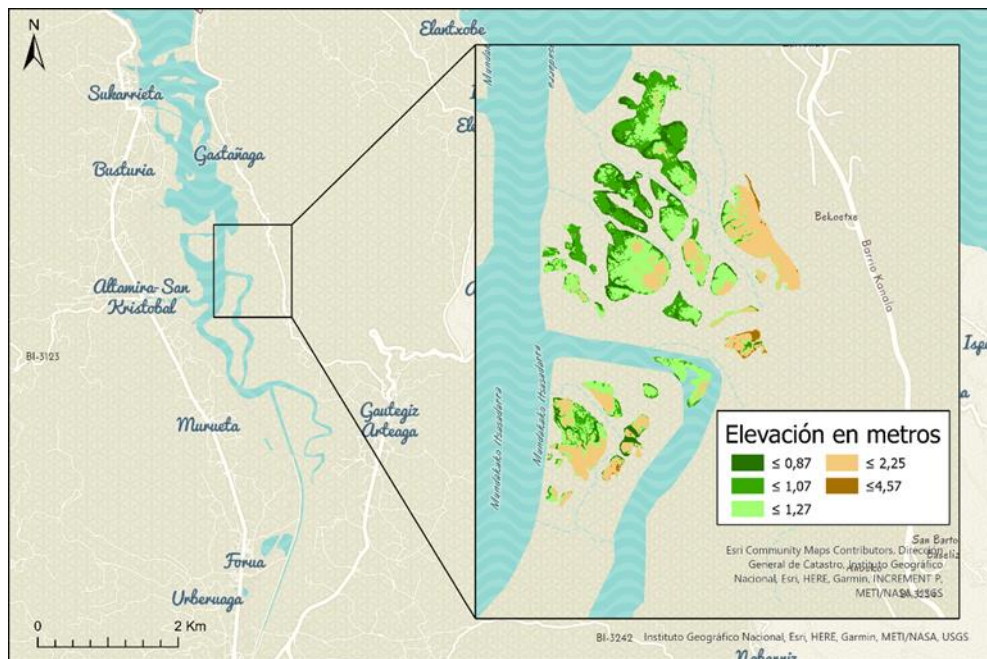 N
Elantxobe
Sukarrieta
Gastañaga
Busturia
Altamira-San
Kristobal
BI-3123
Murueta
Gautegiz
Arteaga
Forua
Urberuaga
0 2 Km
Bekoetxe
Barrio Kanala
Mundakako Itsasadarra
Mundakako Itsasadarra
Elevación en metros
≤ 0,87
≤ 2,25
≤ 1,07
≤4,57
≤ 1,27
San Barto
Esri Community Maps Contributors, Dirección
General de Catastro, Instituto Geográfico
Nacional, Esri, HERE, Garmin, INCREMENT P,
METI/NASA, USGS
Ispa
BI-3242
Instituto Geográfico Nacional, Esri, HERE, Garmin, METI/NASA, USGS